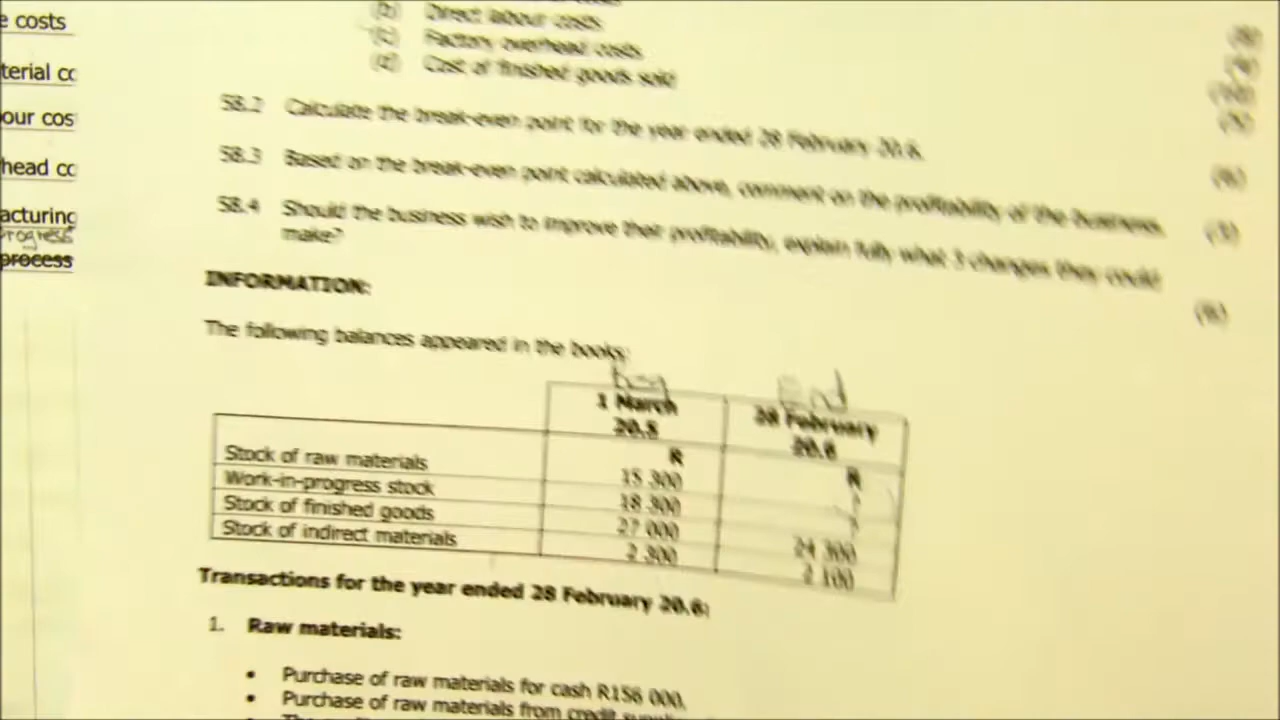 e costs
terial co
our cos
head co
acturing
progress
process
(b) Direct labour costs
(c) Factory overhead costs
(d) Cost of finished goods sold
58.2 Calculate the break-even point for the year ended 28 February 20.6.
58.3 Based on the break-even point calculated above, comment on the profitability of the business.
58.4 Should the business wish to improve their profitability, explain fully what 3 changes they could
make?
INFORMATION:
The following balances appeared in the books:
End
1 March 28 February
20.5 20.6
R R
Stock of raw materials 15 300 ?
Work-in-progress stock 18 300 ?
Stock of finished goods 27 000 24 300
Stock of indirect materials 2 300 2 100
Transactions for the year ended 28 February 20.6:
1. Raw materials:
• Purchase of raw materials for cash R156 000.
• Purchase of raw materials from credit